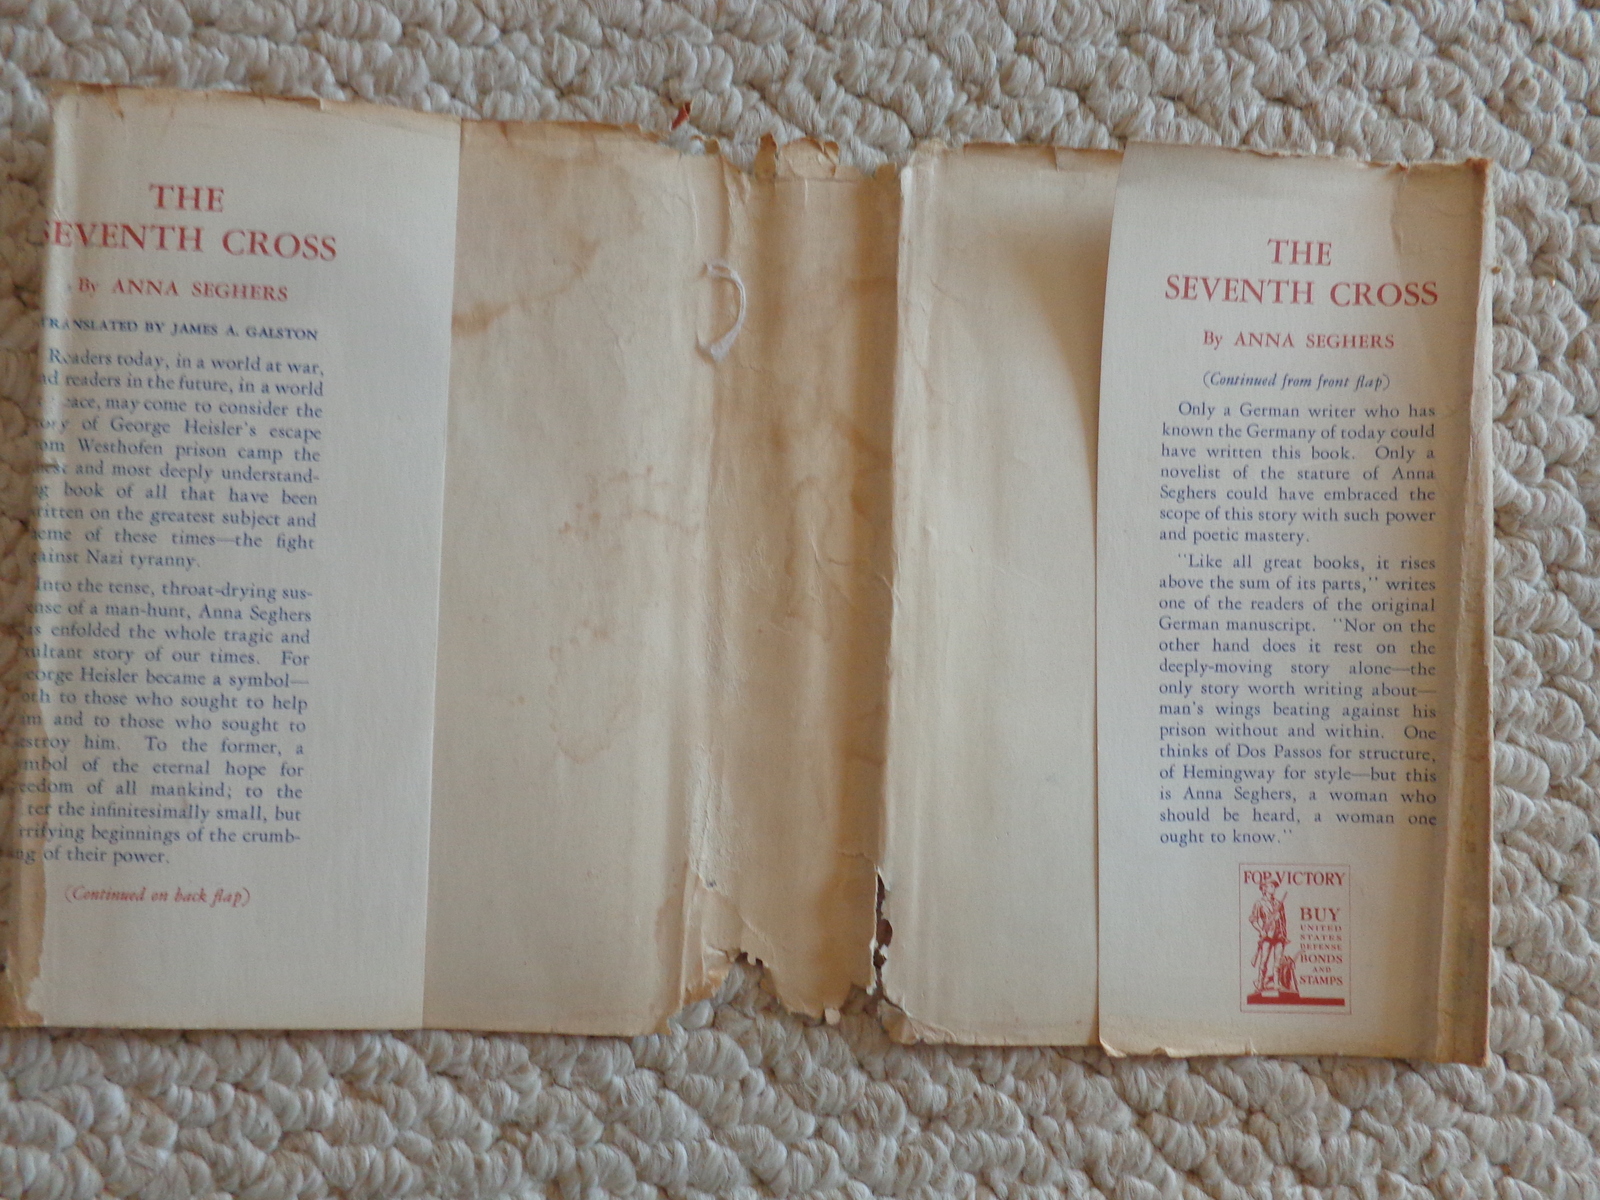 THE
SEVENTH CROSS
By ANNA SEGHERS
TRANSLATED BY JAMES A. GALSTON
Readers today, in a world at war,
readers in the future, in a world
may come to consider the
of George Heisler's escape
Westhofen prison camp the
and most deeply understand-
book of all that have been
written on the greatest subject and
theme of these times—the fight
against Nazi tyranny.
Into the tense, throat-drying sus-
of a man-hunt, Anna Seghers
enfolded the whole tragic and
story of our times. For
George Heisler became a symbol—
to those who sought to help
and to those who sought to
destroy him. To the former, a
symbol of the eternal hope for
freedom of all mankind; to the
the infinitesimally small, but
terrifying beginnings of the crumb-
of their power.
(Continued on back flap)
THE
SEVENTH CROSS
By ANNA SEGHERS
(Continued from front flap)
Only a German writer who has
known the Germany of today could
have written this book. Only a
novelist of the stature of Anna
Seghers could have embraced the
scope of this story with such power
and poetic mastery.
"Like all great books, it rises
above the sum of its parts," writes
one of the readers of the original
German manuscript. "Nor on the
other hand does it rest on the
deeply-moving story alone—the
only story worth writing about—
man's wings beating against his
prison without and within. One
thinks of Dos Passos for structure,
of Hemingway for style—but this
is Anna Seghers, a woman who
should be heard, a woman one
ought to know."
FOR VICTORY
BUY
UNITED
STATES
DEFENSE
BONDS
AND
STAMPS